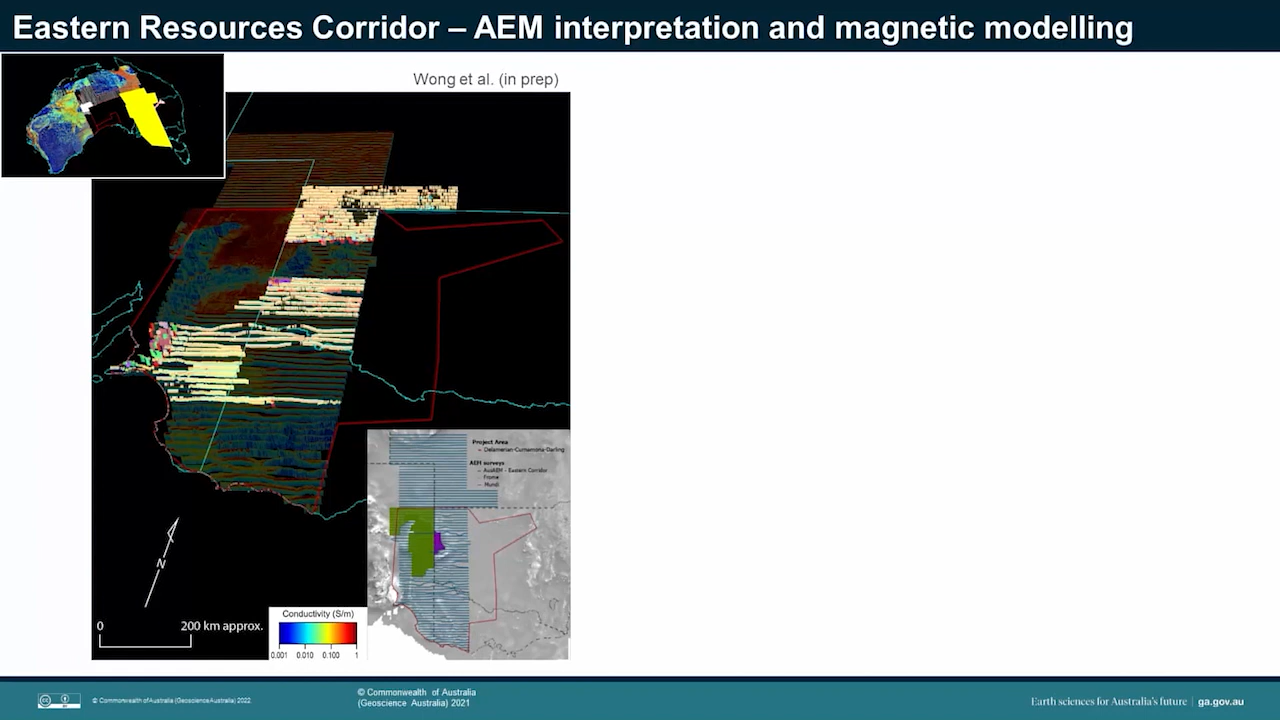 Eastern Resources Corridor – AEM interpretation and magnetic modelling
Wong et al. (in prep)
Project Area
Delamerian-Curnamona-Darling
AEM surveys
AusAEM - Eastern Corridor
Frome
Mundi
N
0 200 km approx.
Conductivity (S/m)
0.001 0.010 0.100 1
cc
BY
© Commonwealth of Australia (Geoscience Australia) 2022
© Commonwealth of Australia
(Geoscience Australia) 2021
Earth sciences for Australia's future | ga.gov.au